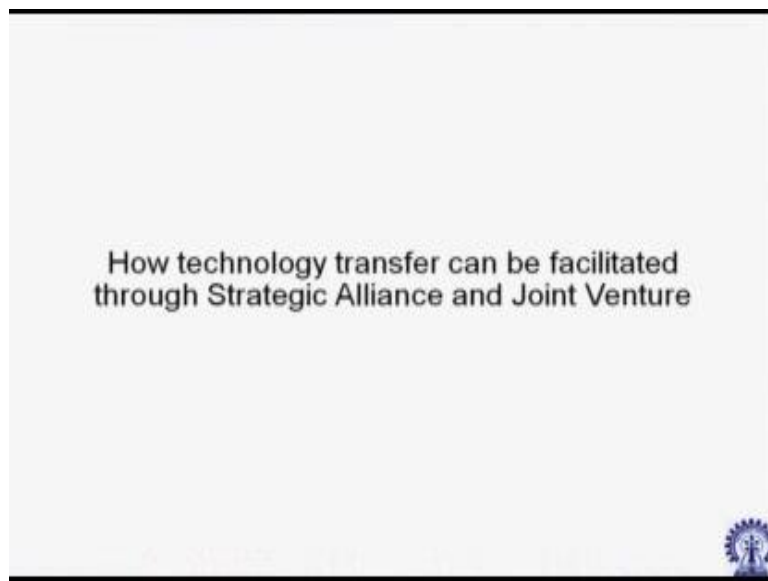 How technology transfer can be facilitated
through Strategic Alliance and Joint Venture